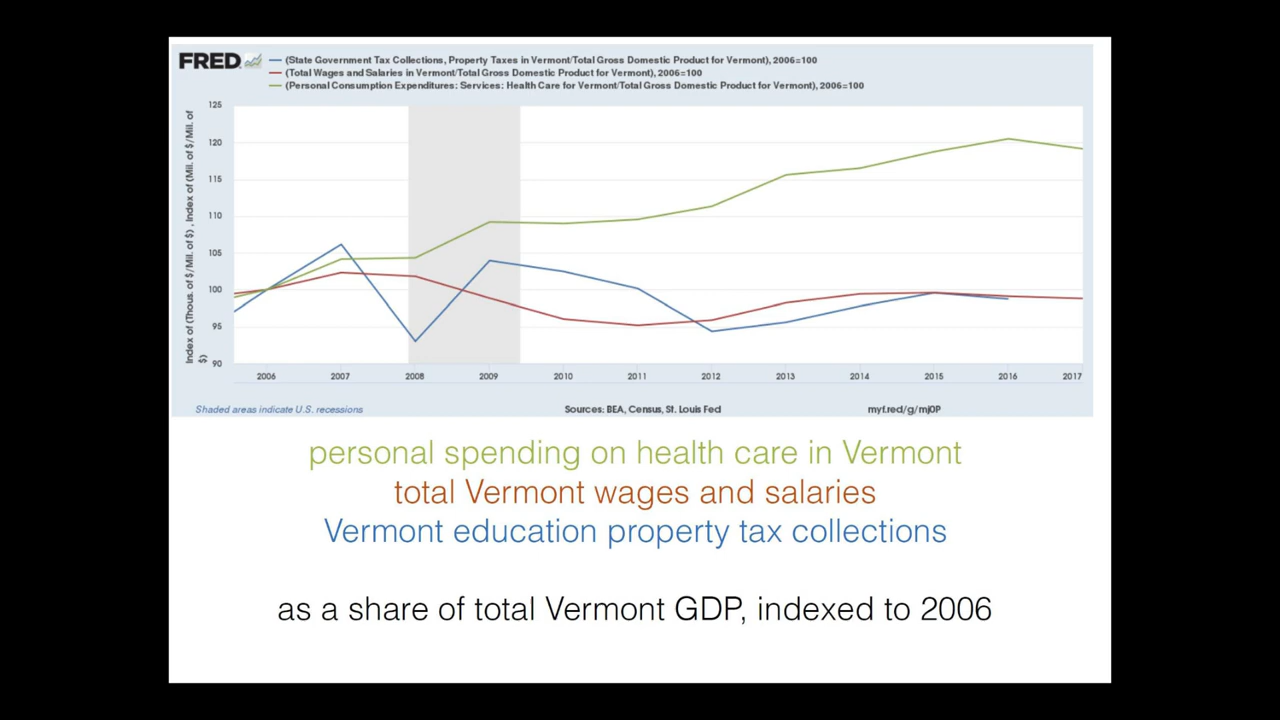 FRED
(State Government Tax Collections, Property Taxes in Vermont/Total Gross Domestic Product for Vermont), 2006=100
(Total Wages and Salaries in Vermont/Total Gross Domestic Product for Vermont), 2006=100
(Personal Consumption Expenditures: Services: Health Care for Vermont/Total Gross Domestic Product for Vermont), 2006=100
Index of (Thous. of $/Mil. of $) , Index of (Mil. of $/Mil. of
$)
125
120
115
110
105
100
95
90
2006 2007 2008 2009 2010 2011 2012 2013 2014 2015 2016 2017
Shaded areas indicate U.S. recessions Sources: BEA, Census, St. Louis Fed myf.red/g/mj0P
personal spending on health care in Vermont
total Vermont wages and salaries
Vermont education property tax collections
as a share of total Vermont GDP, indexed to 2006